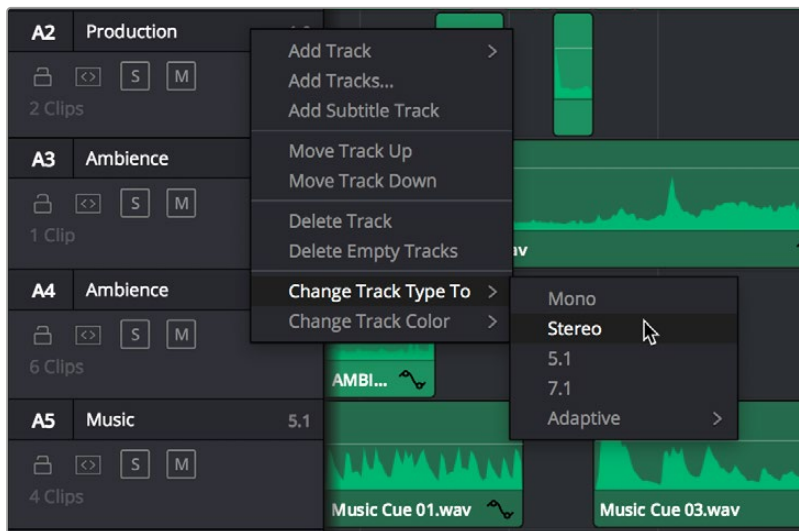 A2 Production
S M
2 Clips
A3 Ambience
S M
1 Clip
A4 Ambience
S M
6 Clips
A5 Music 5.1
S M
4 Clips
Add Track
Add Tracks...
Add Subtitle Track
Move Track Up
Move Track Down
Delete Track
Delete Empty Tracks
Change Track Type To
Change Track Color
Mono
Stereo
5.1
7.1
Adaptive
AMBI...
Music Cue 01.wav
Music Cue 03.wav